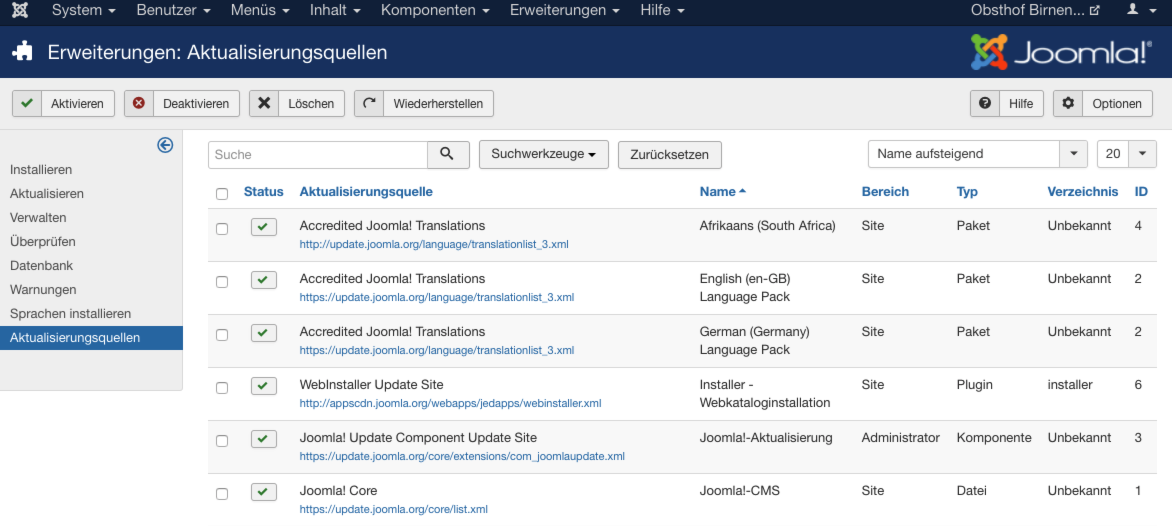 System Benutzer Menüs Inhalt Komponenten Erweiterungen Hilfe Obsthof Birnen...
Erweiterungen: Aktualisierungsquellen Joomla!
Aktivieren Deaktivieren Löschen Wiederherstellen Hilfe Optionen
Installieren
Aktualisieren
Verwalten
Überprüfen
Datenbank
Warnungen
Sprachen installieren
Aktualisierungsquellen
Suche Suchwerkzeuge Zurücksetzen Name aufsteigend 20
Status Aktualisierungsquelle Name Bereich Typ Verzeichnis ID
Accredited Joomla! Translations Afrikaans (South Africa) Site Paket Unbekannt 4
http://update.joomla.org/language/translationlist_3.xml
Accredited Joomla! Translations English (en-GB) Site Paket Unbekannt 2
https://update.joomla.org/language/translationlist_3.xml Language Pack
Accredited Joomla! Translations German (Germany) Site Paket Unbekannt 2
https://update.joomla.org/language/translationlist_3.xml Language Pack
WebInstaller Update Site Installer - Site Plugin installer 6
http://appscdn.joomla.org/webapps/jedapps/webinstaller.xml Webkataloginstallation
Joomla! Update Component Update Site Joomla!-Aktualisierung Administrator Komponente Unbekannt 3
https://update.joomla.org/core/extensions/com_joomlaupdate.xml
Joomla! Core Joomla!-CMS Site Datei Unbekannt 1
https://update.joomla.org/core/list.xml